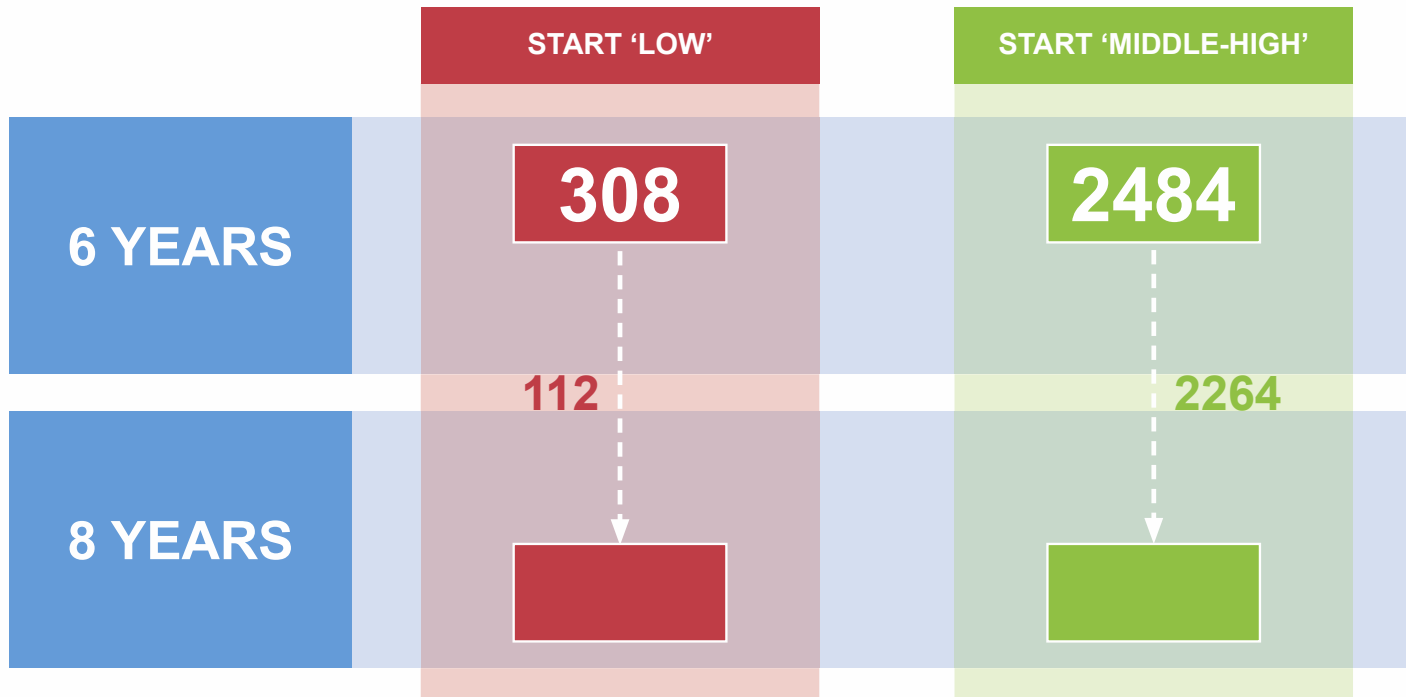 START ‘LOW’
START ‘MIDDLE-HIGH’
6 YEARS
308
2484
112
2264
8 YEARS